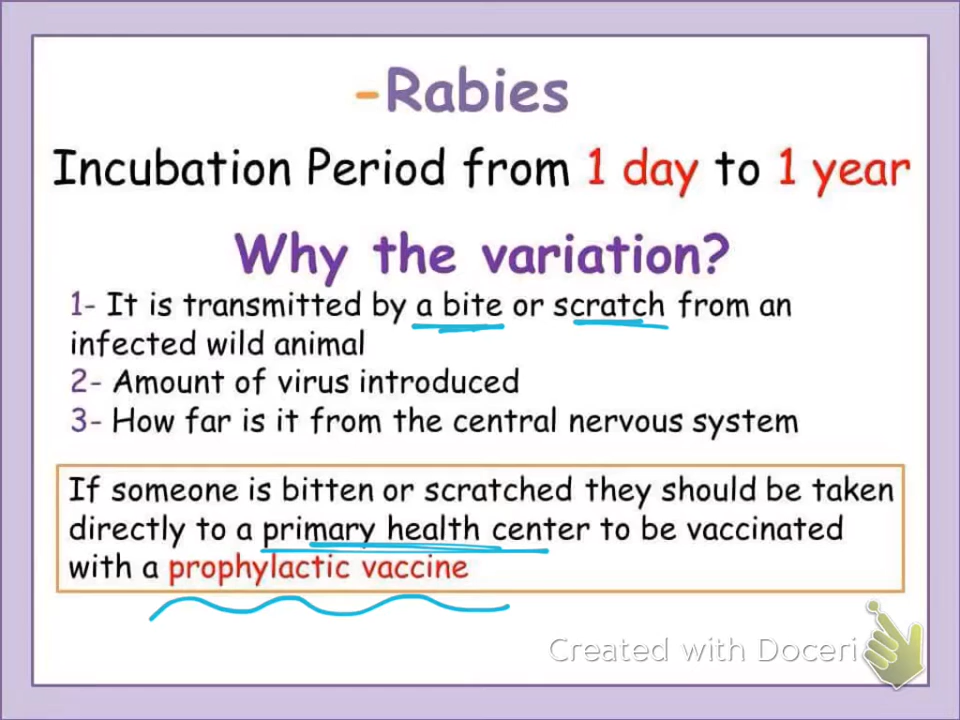 -Rabies
Incubation Period from 1 day to 1 year
Why the variation?
1- It is transmitted by a bite or scratch from an
infected wild animal
2- Amount of virus introduced
3- How far is it from the central nervous system
If someone is bitten or scratched they should be taken
directly to a primary health center to be vaccinated
with a prophylactic vaccine
Created with Doceri